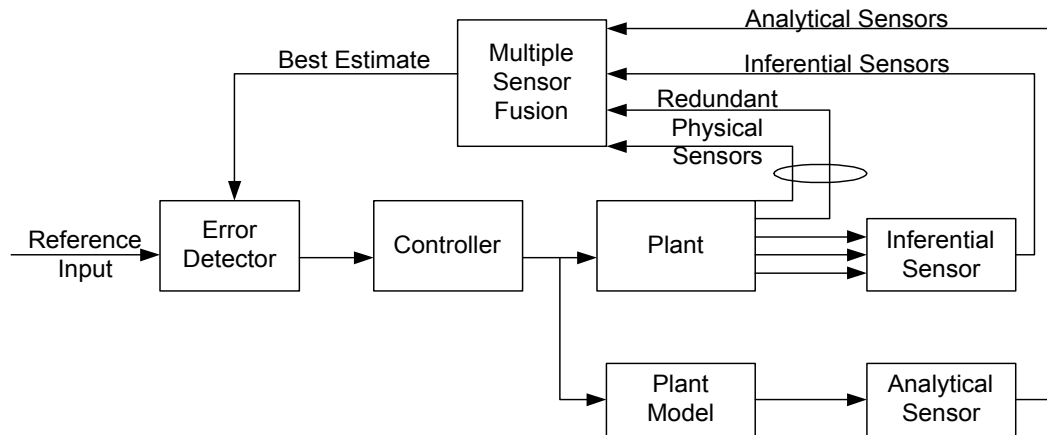 Analytical Sensors
Multiple
Sensor
Fusion
Best Estimate
Inferential Sensors
Redundant
Physical
Sensors
Reference
Input
Error
Detector
Controller
Plant
Inferential
Sensor
Plant
Model
Analytical
Sensor